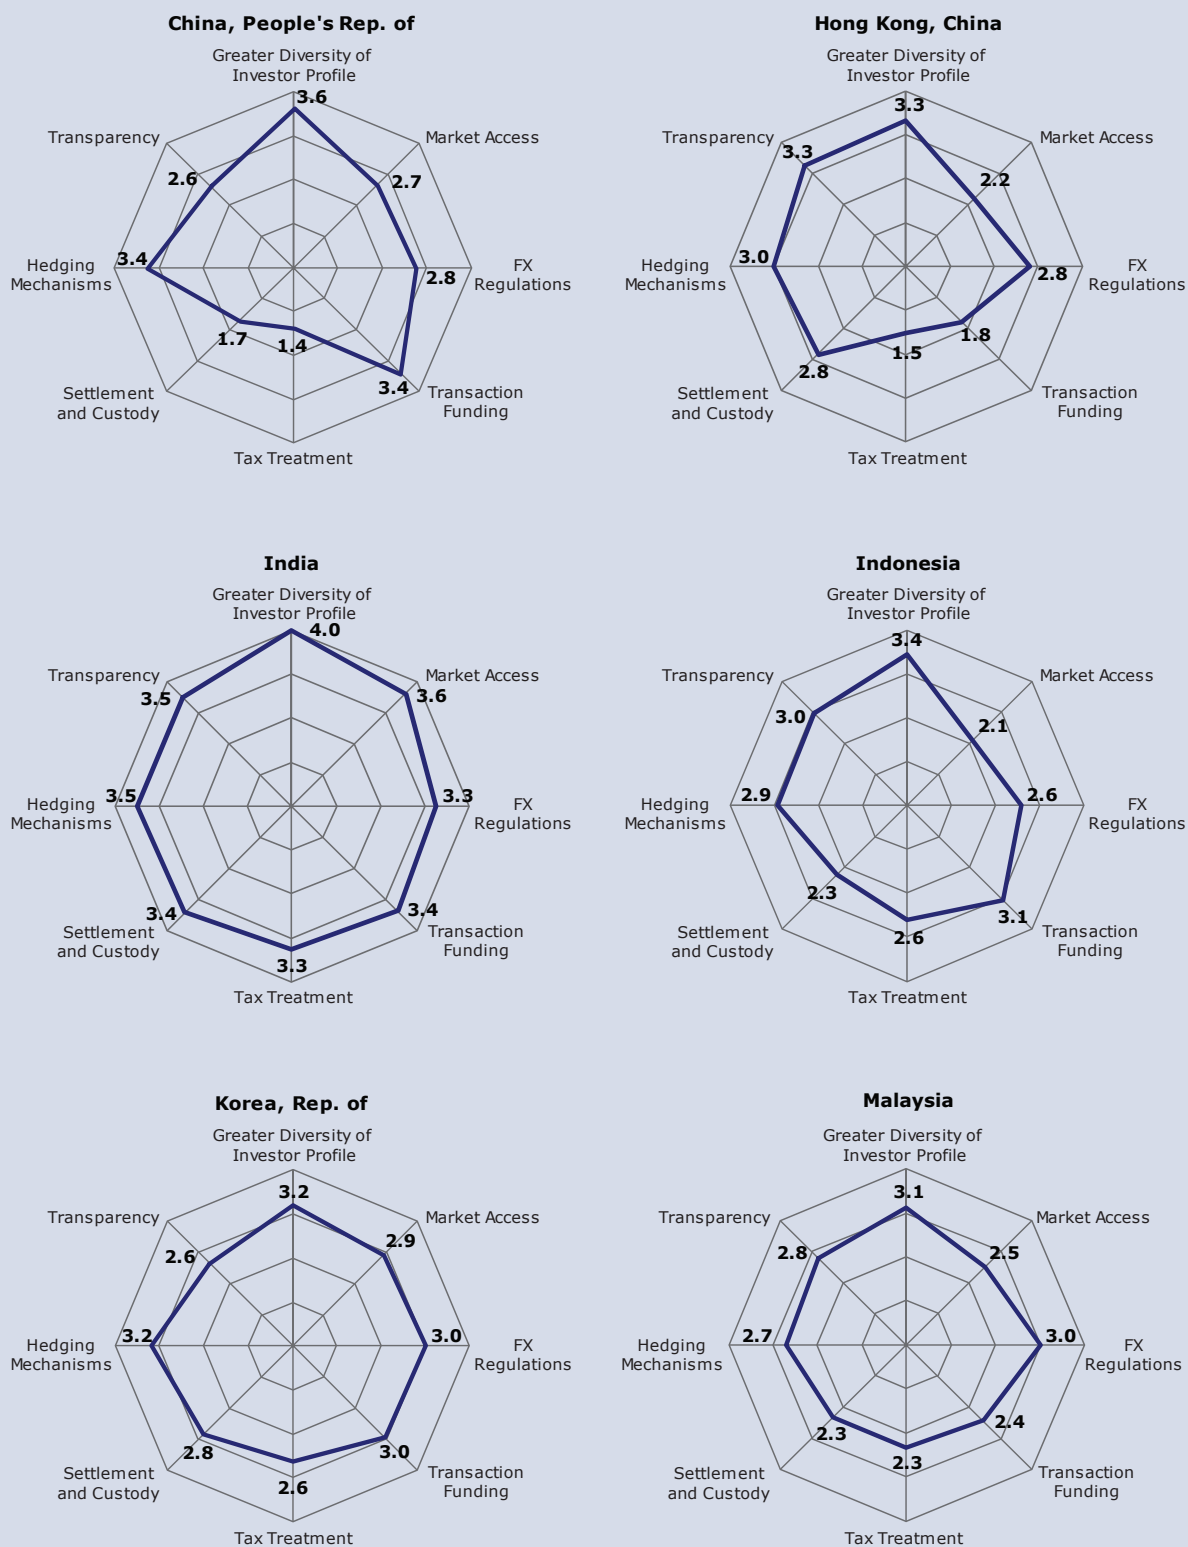 China, People's Rep. of
Greater Diversity of
Investor Profile
3.6
Transparency
Market Access
2.6
2.7
3.4
Hedging
Mechanisms
2.8
FX
Regulations
1.7
1.4
3.4
Settlement
and Custody
Transaction
Funding
Tax Treatment
Hong Kong, China
Greater Diversity of
Investor Profile
3.3
Transparency
Market Access
3.3
2.2
3.0
Hedging
Mechanisms
2.8
FX
Regulations
1.8
1.5
2.8
Settlement
and Custody
Transaction
Funding
Tax Treatment
India
Greater Diversity of
Investor Profile
4.0
Transparency
Market Access
3.5
3.6
3.5
Hedging
Mechanisms
3.3
FX
Regulations
3.4
3.4
Settlement
and Custody
Transaction
Funding
3.3
Tax Treatment
Indonesia
Greater Diversity of
Investor Profile
3.4
Transparency
Market Access
3.0
2.1
2.9
Hedging
Mechanisms
2.6
FX
Regulations
2.3
3.1
Settlement
and Custody
Transaction
Funding
2.6
Tax Treatment
Korea, Rep. of
Greater Diversity of
Investor Profile
3.2
Transparency
Market Access
2.6
2.9
3.2
Hedging
Mechanisms
3.0
FX
Regulations
2.8
3.0
Settlement
and Custody
Transaction
Funding
2.6
Tax Treatment
Malaysia
Greater Diversity of
Investor Profile
3.1
Transparency
Market Access
2.8
2.5
2.7
Hedging
Mechanisms
3.0
FX
Regulations
2.3
2.4
Settlement
and Custody
Transaction
Funding
2.3
Tax Treatment